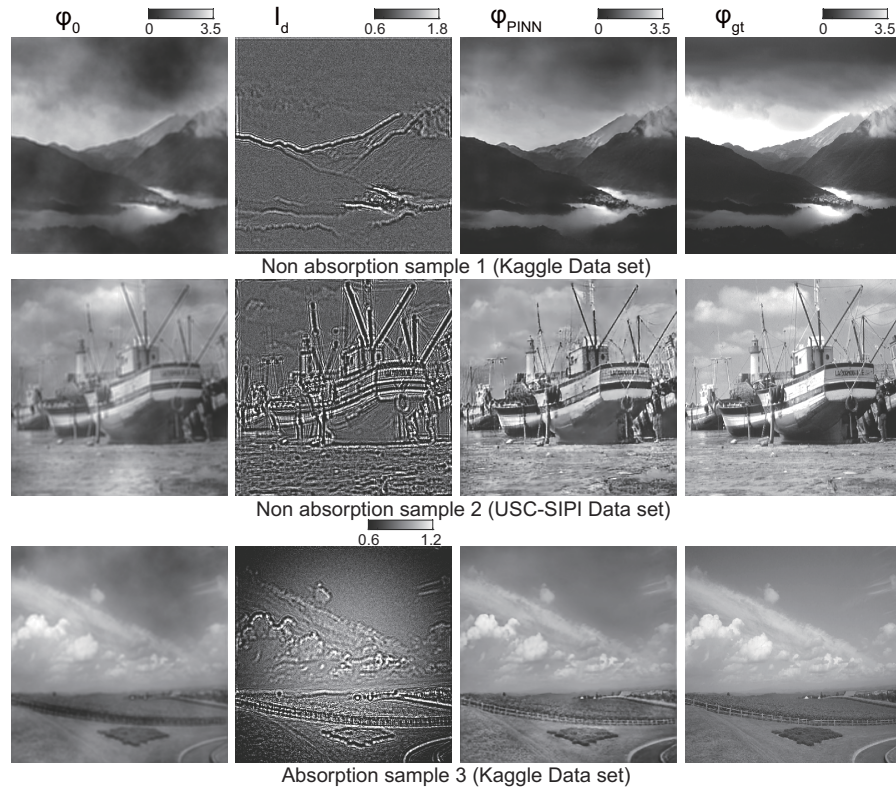 φ0 Id φPINN φgt
0 3.5 0.6 1.8 0 3.5 0 3.5
Non absorption sample 1 (Kaggle Data set)
Non absorption sample 2 (USC-SIPI Data set)
0.6 1.2
Absorption sample 3 (Kaggle Data set)